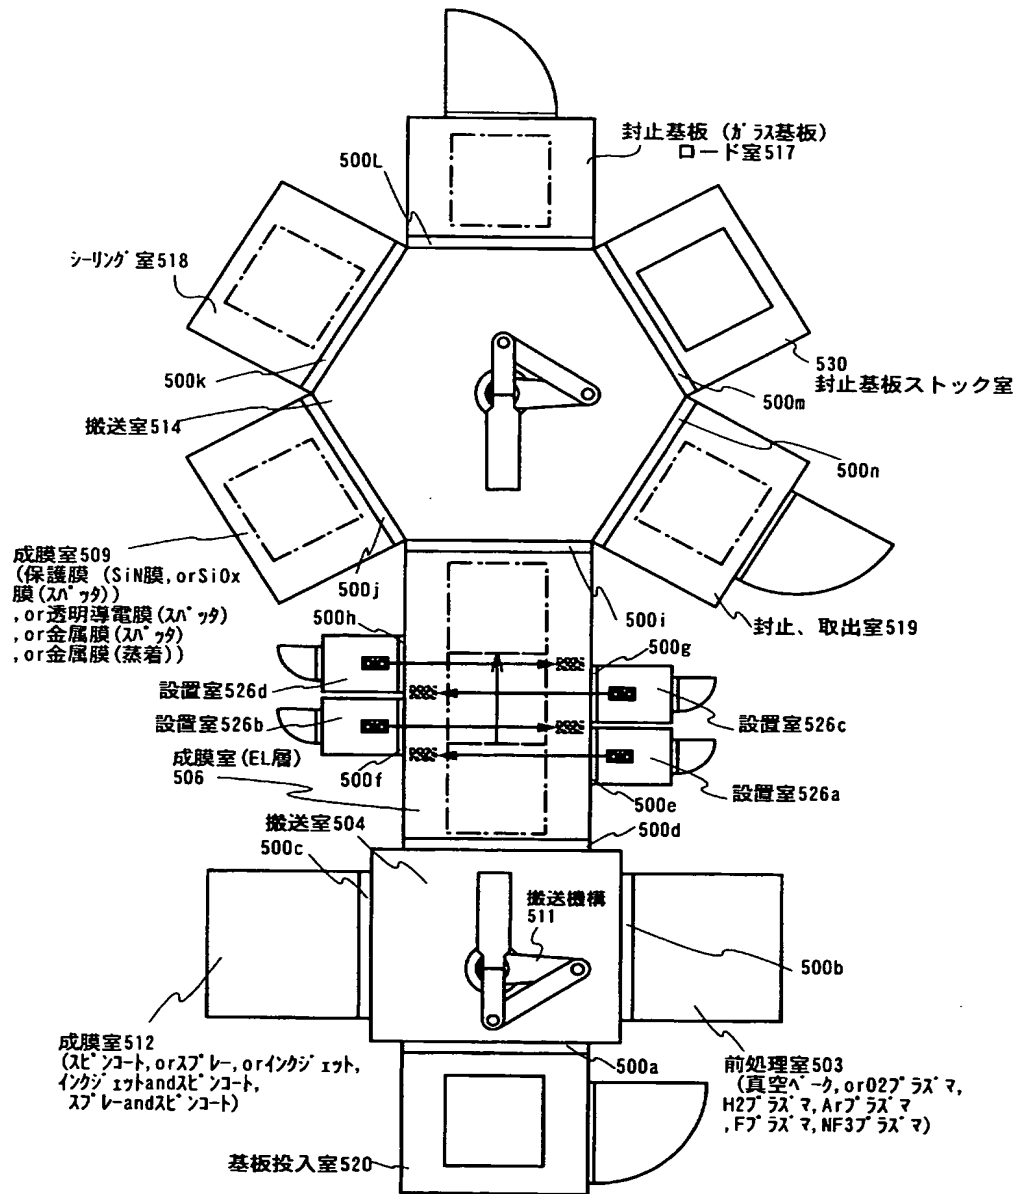 封止基板 (ガラス基板)
ロード室517
500L
シーリング室518
500k
530
封止基板ストック室
500m
搬送室514
500n
成膜室509
(保護膜 (SiN膜, orSiOx
膜(スパッタ))
, or透明導電膜(スパッタ)
, or金属膜(スパッタ)
, or金属膜(蒸着))
500j
500i
封止、取出室519
500h
500g
設置室526d
設置室526c
設置室526b
成膜室(EL層)
506
500f
500e
設置室526a
500d
搬送室504
500c
搬送機構
511
500b
成膜室512
(スピンコート, orスプレー, orインクジェット,
インクジェットandスピンコート,
スプレーandスピンコート)
500a
前処理室503
(真空ベーク, orO2プラズマ,
H2プラズマ, Arプラズマ
, Fプラズマ, NF3プラズマ)
基板投入室520